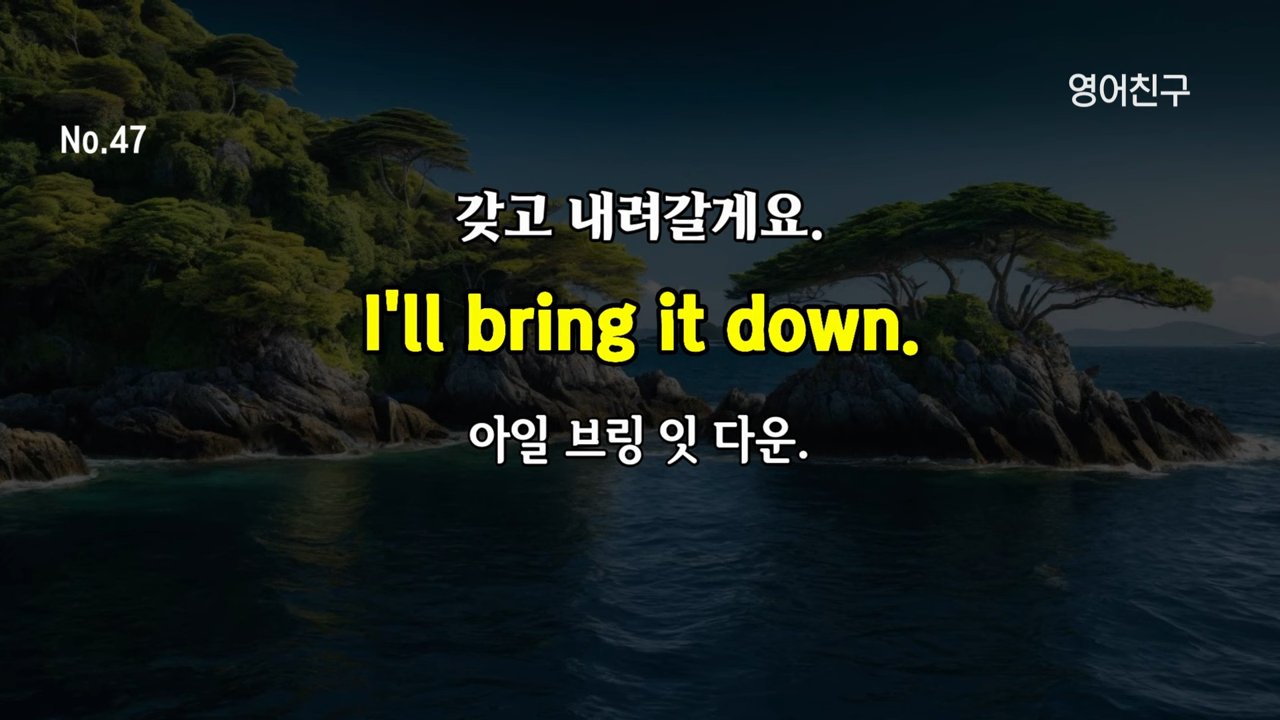 영어친구
No.47
갖고 내려갈게요.
I'll bring it down.
아일 브링 잇 다운.